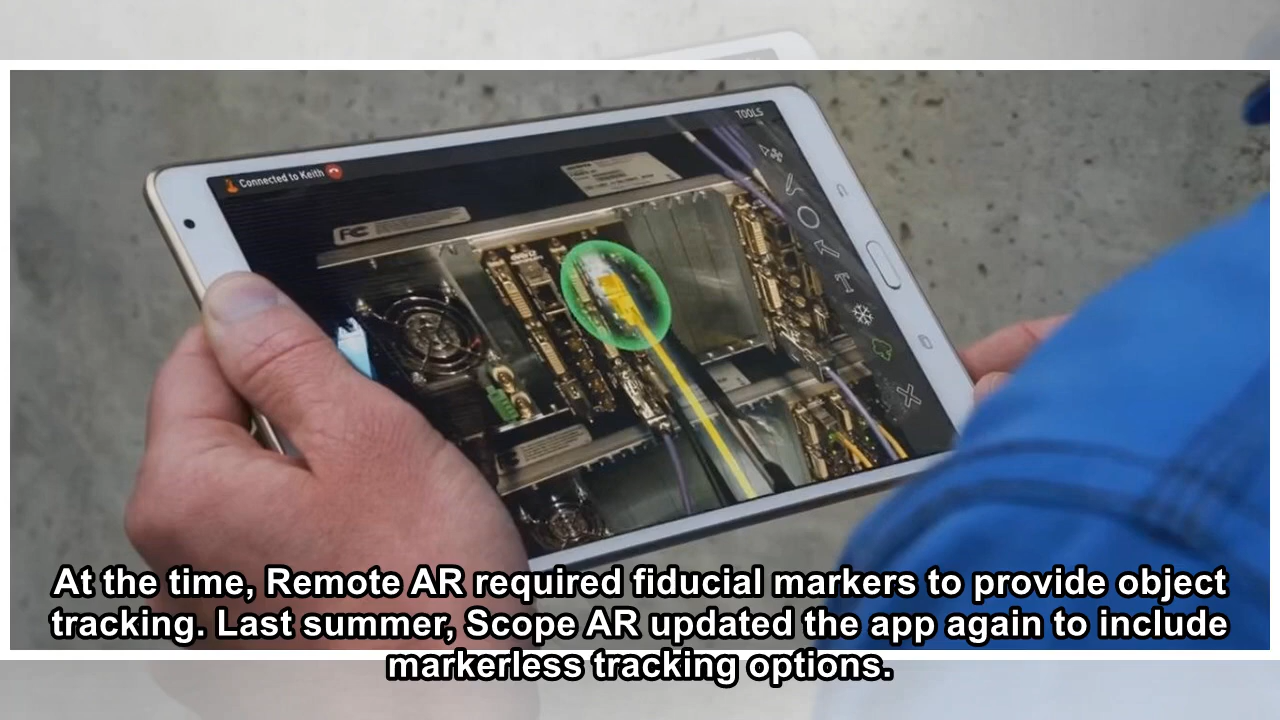 TOOLS
Connected to Keith
FC
At the time, Remote AR required fiducial markers to provide object
tracking. Last summer, Scope AR updated the app again to include
markerless tracking options.